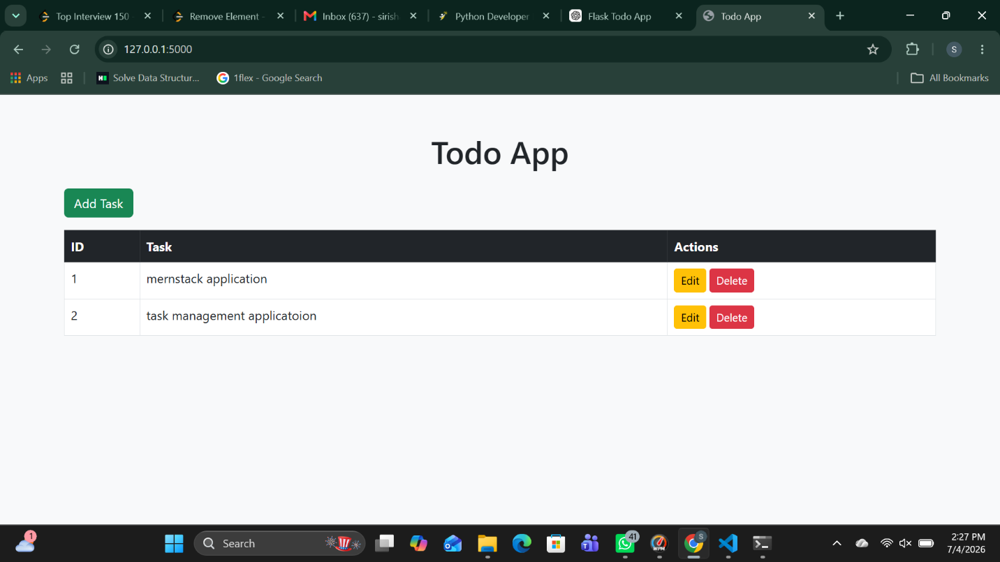 Top Interview 150
Remove Element -
Inbox (637) - sirish
Python Developer
Flask Todo App
Todo App
127.0.0.1:5000
S
Apps
Solve Data Structur...
1flex - Google Search
All Bookmarks
Todo App
Add Task
ID Task Actions
1 mernstack application Edit Delete
2 task management applicatoion Edit Delete
1
Search
41
WPM
S
2:27 PM
7/4/2026